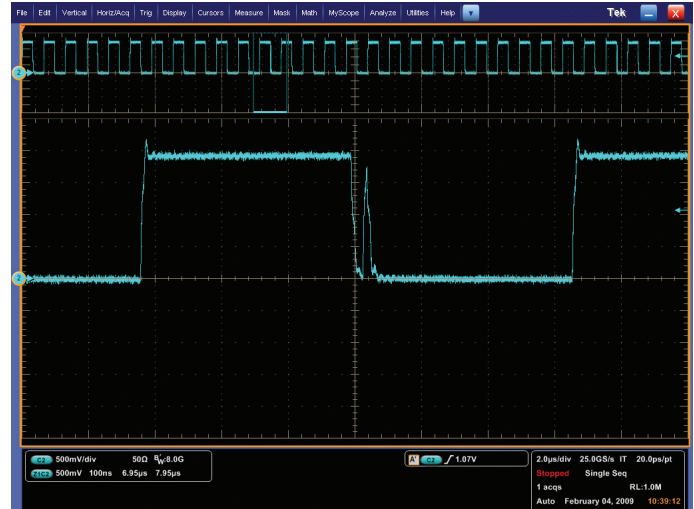 File Edit Vertical Horiz/Acq Trig Display Cursors Measure Mask Math MyScope Analyze Utilities Help Tek
2
2
C2 500mV/div 50Ω BW:8.0G
Z1C2 500mV 100ns 6.95µs 7.95µs
A' C2 1.07V
2.0µs/div 25.0GS/s IT 20.0ps/pt
Stopped Single Seq
1 acqs RL:1.0M
Auto February 04, 2009 10:39:12